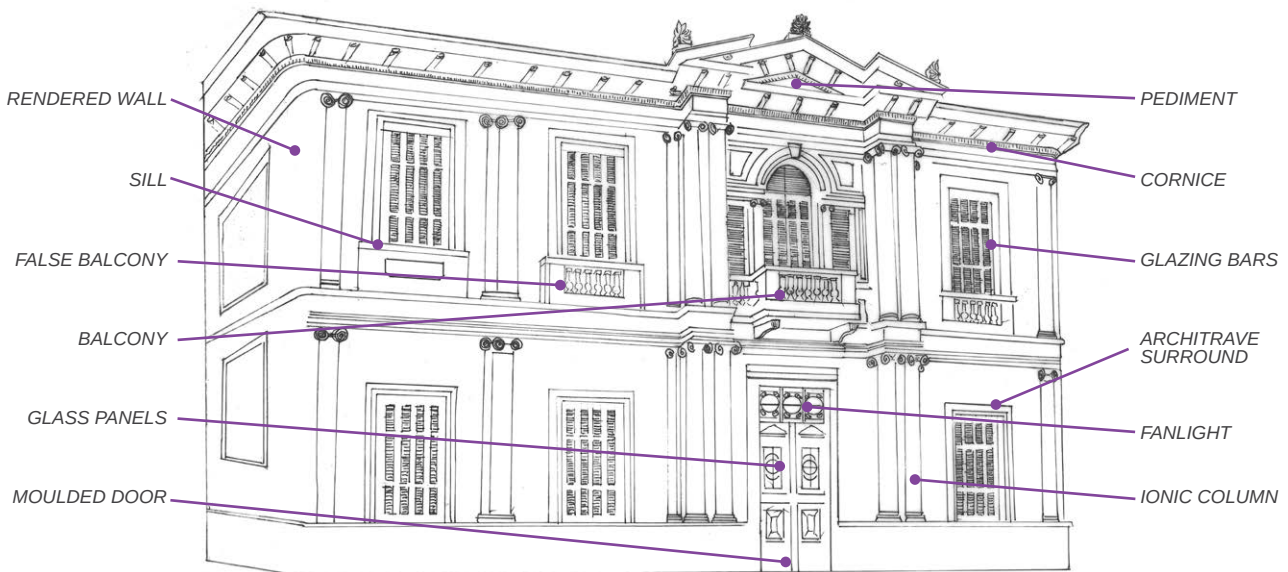 RENDERED WALL
SILL
FALSE BALCONY
BALCONY
GLASS PANELS
MOULDED DOOR
PEDIMENT
CORNICE
GLAZING BARS
ARCHITRAVE
SURROUND
FANLIGHT
IONIC COLUMN